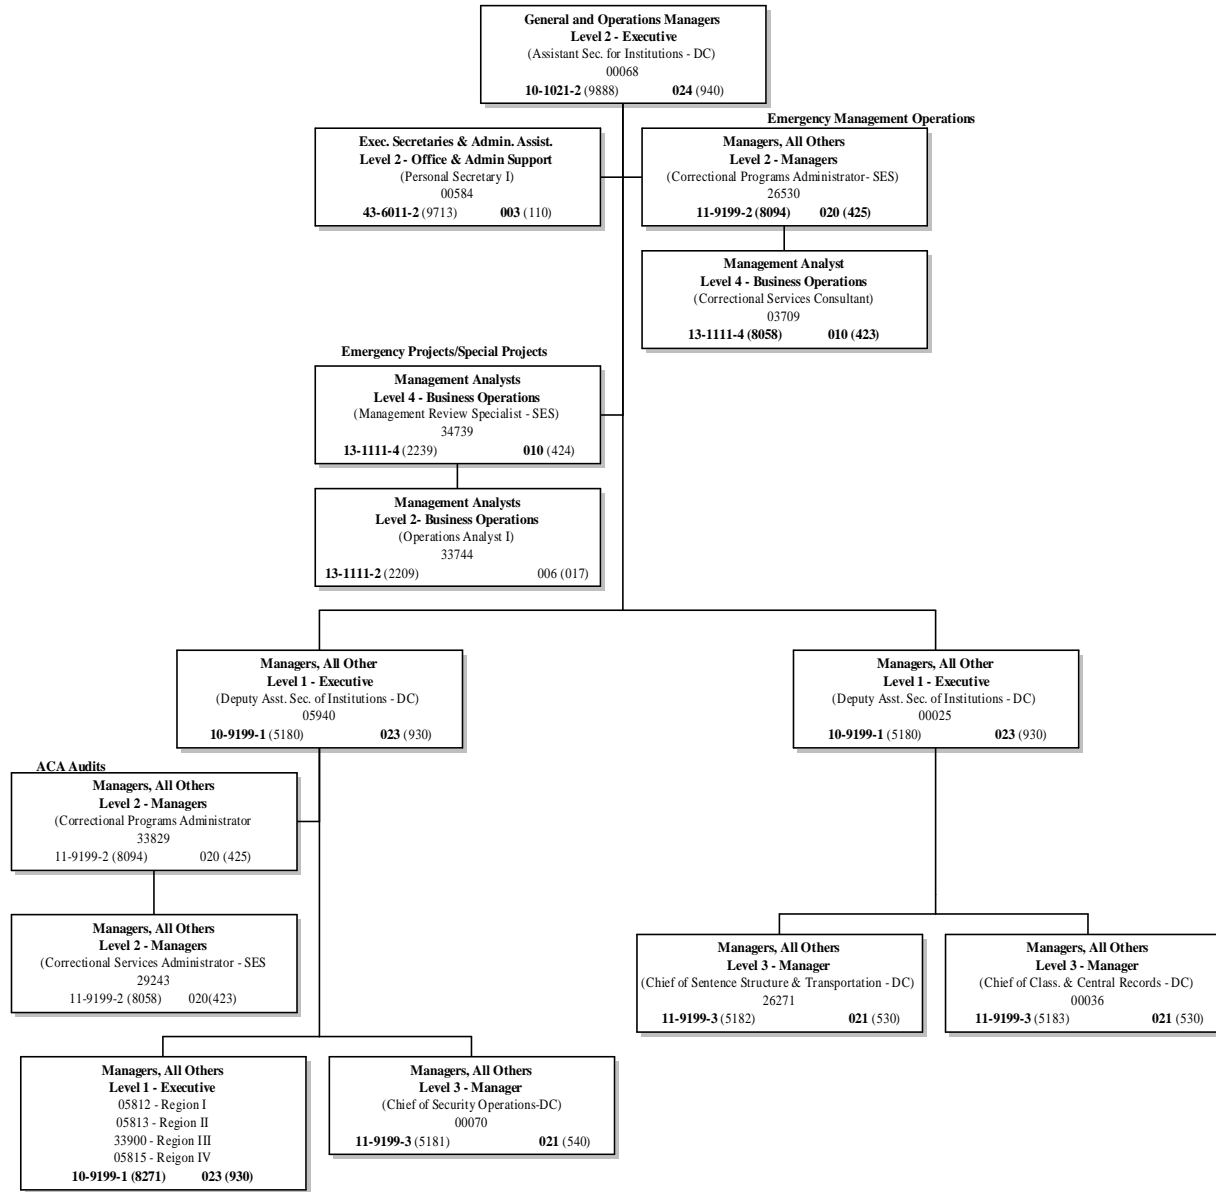 General and Operations Managers
Level 2 - Executive
(Assistant Sec. for Institutions - DC)
00068
10-1021-2 (9888) 024 (940)
Emergency Management Operations
Exec. Secretaries & Admin. Assist.
Level 2 - Office & Admin Support
(Personal Secretary I)
00584
43-6011-2 (9713) 003 (110)
Managers, All Others
Level 2 - Managers
(Correctional Programs Administrator- SES)
26530
11-9199-2 (8094) 020 (425)
Management Analyst
Level 4 - Business Operations
(Correctional Services Consultant)
03709
13-1111-4 (8058) 010 (423)
Emergency Projects/Special Projects
Management Analysts
Level 4 - Business Operations
(Management Review Specialist - SES)
34739
13-1111-4 (2239) 010 (424)
Management Analysts
Level 2- Business Operations
(Operations Analyst I)
33744
13-1111-2 (2209) 006 (017)
Managers, All Other
Level 1 - Executive
(Deputy Asst. Sec. of Institutions - DC)
05940
10-9199-1 (5180) 023 (930)
Managers, All Other
Level 1 - Executive
(Deputy Asst. Sec. of Institutions - DC)
00025
10-9199-1 (5180) 023 (930)
ACA Audits
Managers, All Others
Level 2 - Managers
(Correctional Programs Administrator
33829
11-9199-2 (8094) 020 (425)
Managers, All Others
Level 2 - Managers
(Correctional Services Administrator - SES
29243
11-9199-2 (8058) 020(423)
Managers, All Others
Level 3 - Manager
(Chief of Sentence Structure & Transportation - DC)
26271
11-9199-3 (5182) 021 (530)
Managers, All Others
Level 3 - Manager
(Chief of Class. & Central Records - DC)
00036
11-9199-3 (5183) 021 (530)
Managers, All Others
Level 1 - Executive
05812 - Region I
05813 - Region II
33900 - Region III
05815 - Reigon IV
10-9199-1 (8271) 023 (930)
Managers, All Others
Level 3 - Manager
(Chief of Security Operations-DC)
00070
11-9199-3 (5181) 021 (540)